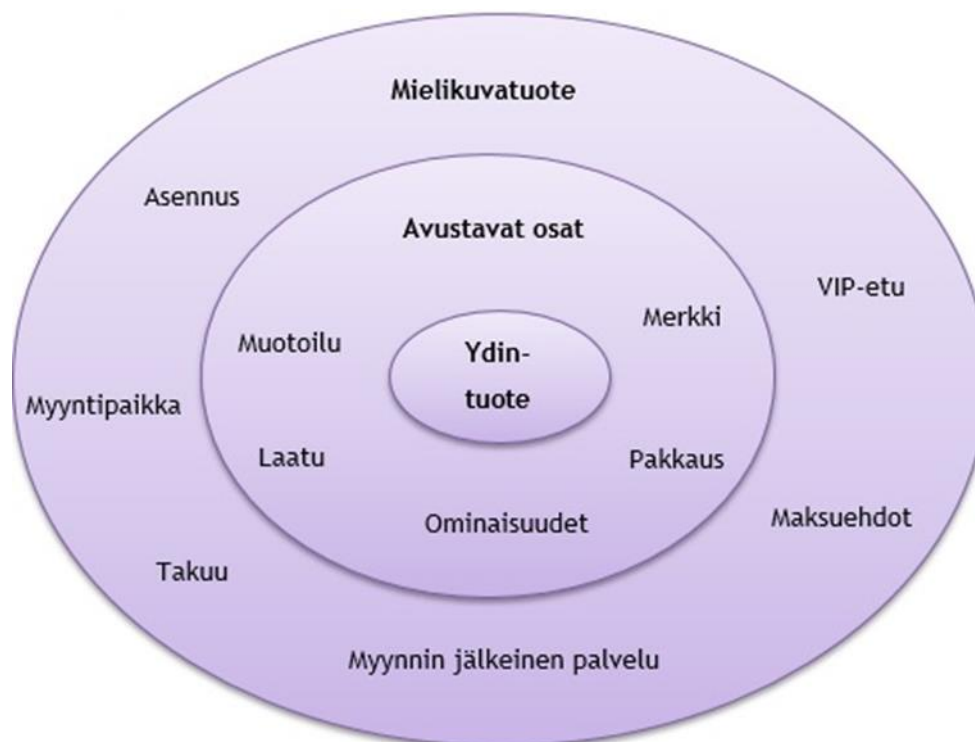 Mielikuvatuote
Asennus
Avustavat osat
VIP-etu
Merkki
Muotoilu
Ydin-
tuote
Myyntipaikka
Laatu
Pakkaus
Ominaisuudet
Maksuehdot
Takuu
Myynnin jälkeinen palvelu